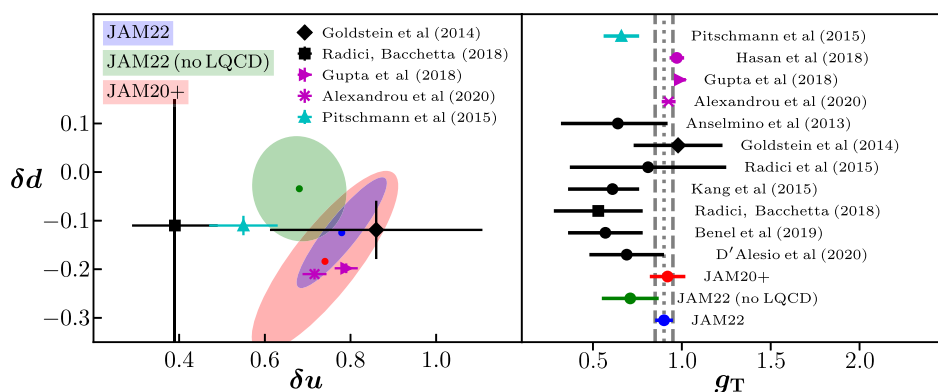 JAM22
JAM22 (no LQCD)
JAM20+
Goldstein et al (2014)
Radici, Bacchetta (2018)
Gupta et al (2018)
Alexandrou et al (2020)
Pitschmann et al (2015)
δd
0.1
0.0
−0.1
−0.2
−0.3
0.4
0.6
0.8
1.0
δu
Pitschmann et al (2015)
Hasan et al (2018)
Gupta et al (2018)
Alexandrou et al (2020)
Anselmino et al (2013)
Goldstein et al (2014)
Radici et al (2015)
Kang et al (2015)
Radici, Bacchetta (2018)
Benel et al (2019)
D′Alesio et al (2020)
JAM20+
JAM22 (no LQCD)
JAM22
0.5
1.0
1.5
2.0
gT